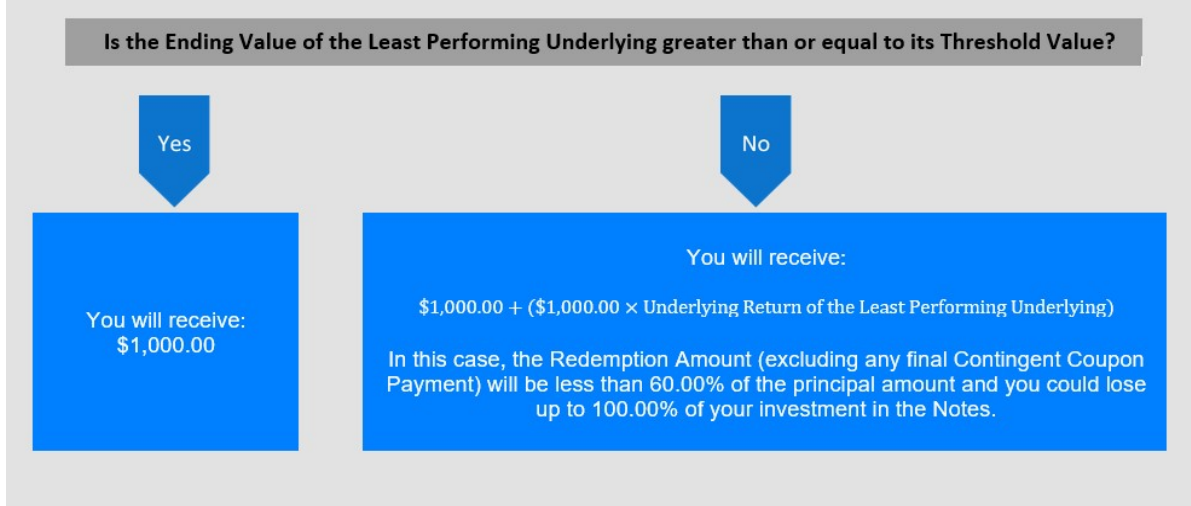 Is the Ending Value of the Least Performing Underlying greater than or equal to its Threshold Value?
Yes
No
You will receive:
$1,000.00
You will receive:
$1,000.00 + ($1,000.00 × Underlying Return of the Least Performing Underlying)
In this case, the Redemption Amount (excluding any final Contingent Coupon
Payment) will be less than 60.00% of the principal amount and you could lose
up to 100.00% of your investment in the Notes.